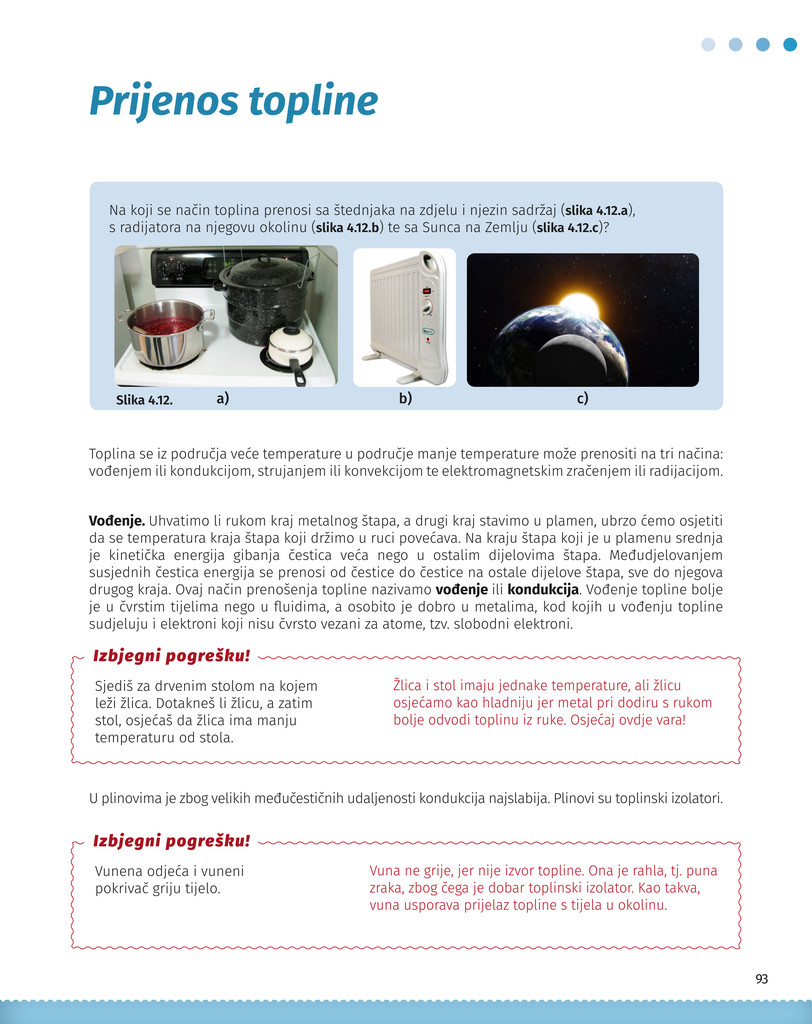 Prijenos topline
Na koji se način toplina prenosi sa štednjaka na zdjelu i njezin sadržaj (slika 4.12.a),
s radijatora na njegovu okolinu (slika 4.12.b) te sa Sunca na Zemlju (slika 4.12.c)?
Slika 4.12. a) b) c)
Toplina se iz područja veće temperature u područje manje temperature može prenositi na tri načina:
vođenjem ili kondukcijom, strujanjem ili konvekcijom te elektromagnetskim zračenjem ili radijacijom.
Vođenje. Uhvatimo li rukom kraj metalnog štapa, a drugi kraj stavimo u plamen, ubrzo ćemo osjetiti
da se temperatura kraja štapa koji držimo u ruci povećava. Na kraju štapa koji je u plamenu srednja
je kinetička energija gibanja čestica veća nego u ostalim dijelovima štapa. Međudjelovanjem
susjednih čestica energija se prenosi od čestice do čestice na ostale dijelove štapa, sve do njegova
drugog kraja. Ovaj način prenošenja topline nazivamo vođenje ili kondukcija. Vođenje topline bolje
je u čvrstim tijelima nego u fluidima, a osobito je dobro u metalima, kod kojih u vođenju topline
sudjeluju i elektroni koji nisu čvrsto vezani za atome, tzv. slobodni elektroni.
Izbjegni pogrešku!
Sjediš za drvenim stolom na kojem
leži žlica. Dotakneš li žlicu, a zatim
stol, osjećaš da žlica ima manju
temperaturu od stola.
Žlica i stol imaju jednake temperature, ali žlicu
osjećamo kao hladniju jer metal pri dodiru s rukom
bolje odvodi toplinu iz ruke. Osjećaj ovdje vara!
U plinovima je zbog velikih međučestičnih udaljenosti kondukcija najslabija. Plinovi su toplinski izolatori.
Izbjegni pogrešku!
Vunena odjeća i vuneni
pokrivač griju tijelo.
Vuna ne grije, jer nije izvor topline. Ona je rahla, tj. puna
zraka, zbog čega je dobar toplinski izolator. Kao takva,
vuna usporava prijelaz topline s tijela u okolinu.
93